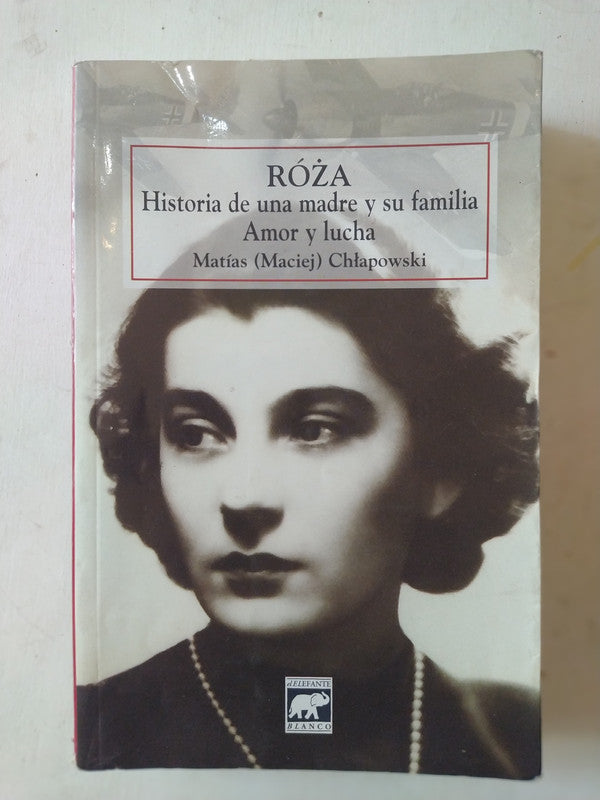 RÓŻA
Historia de una madre y su familia
Amor y lucha
Matías (Maciej) Chłapowski
el ELEFANTE
BLANCO